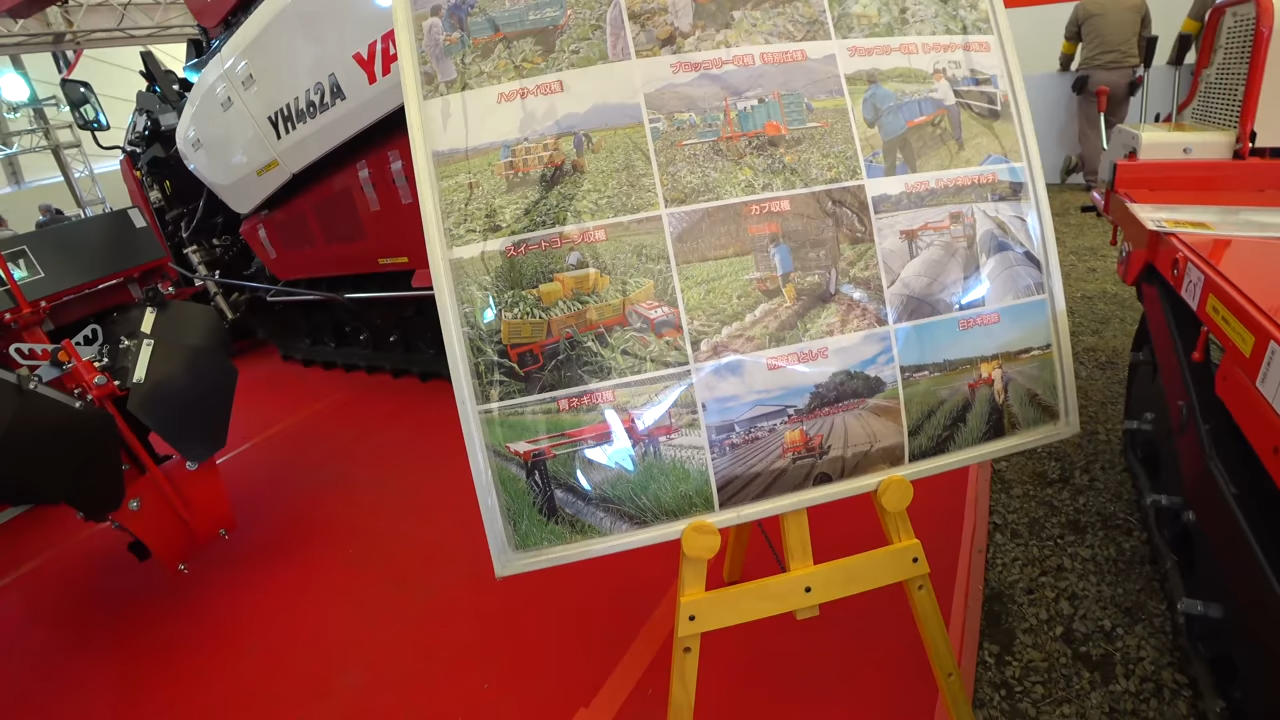 YH462A
YA
ハクサイ収穫
ブロッコリー収穫（特別仕様）
ブロッコリー収穫（トラックへの積込）
スイートコーン収穫
カブ収穫
レタス（トンネルマルチ）
青ネギ収穫
防除機として
白ネギ防除